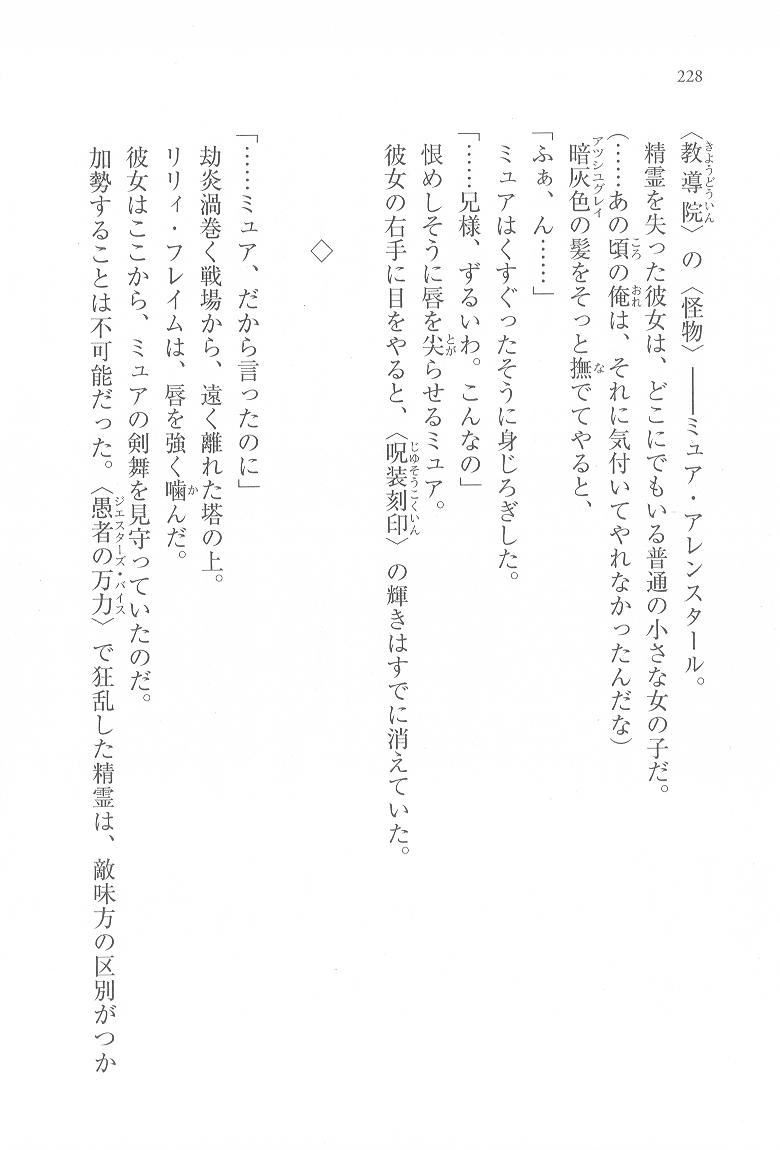 228
〈教導院〉の〈怪物〉――ミュア・アレンスタール。
精霊を失った彼女は、どこにでもいる普通の小さな女の子だ。
(……あの頃の俺は、それに気付いてやれなかったんだな)
暗灰色の髪をそっと撫でてやると、
「ふぁ、ん……」
ミュアはくすぐったそうに身じろぎした。
「……兄様、ずるいわ。こんなの」
恨めしそうに唇を尖らせるミュア。
彼女の右手に目をやると、〈呪装刻印〉の輝きはすでに消えていた。
◇
「……ミュア、だから言ったのに」
劫炎渦巻く戦場から、遠く離れた塔の上。
リリィ・フレイムは、唇を強く噛んだ。
彼女はここから、ミュアの剣舞を見守っていたのだ。
加勢することは不可能だった。〈愚者の万力〉で狂乱した精霊は、敵味方の区別がつか